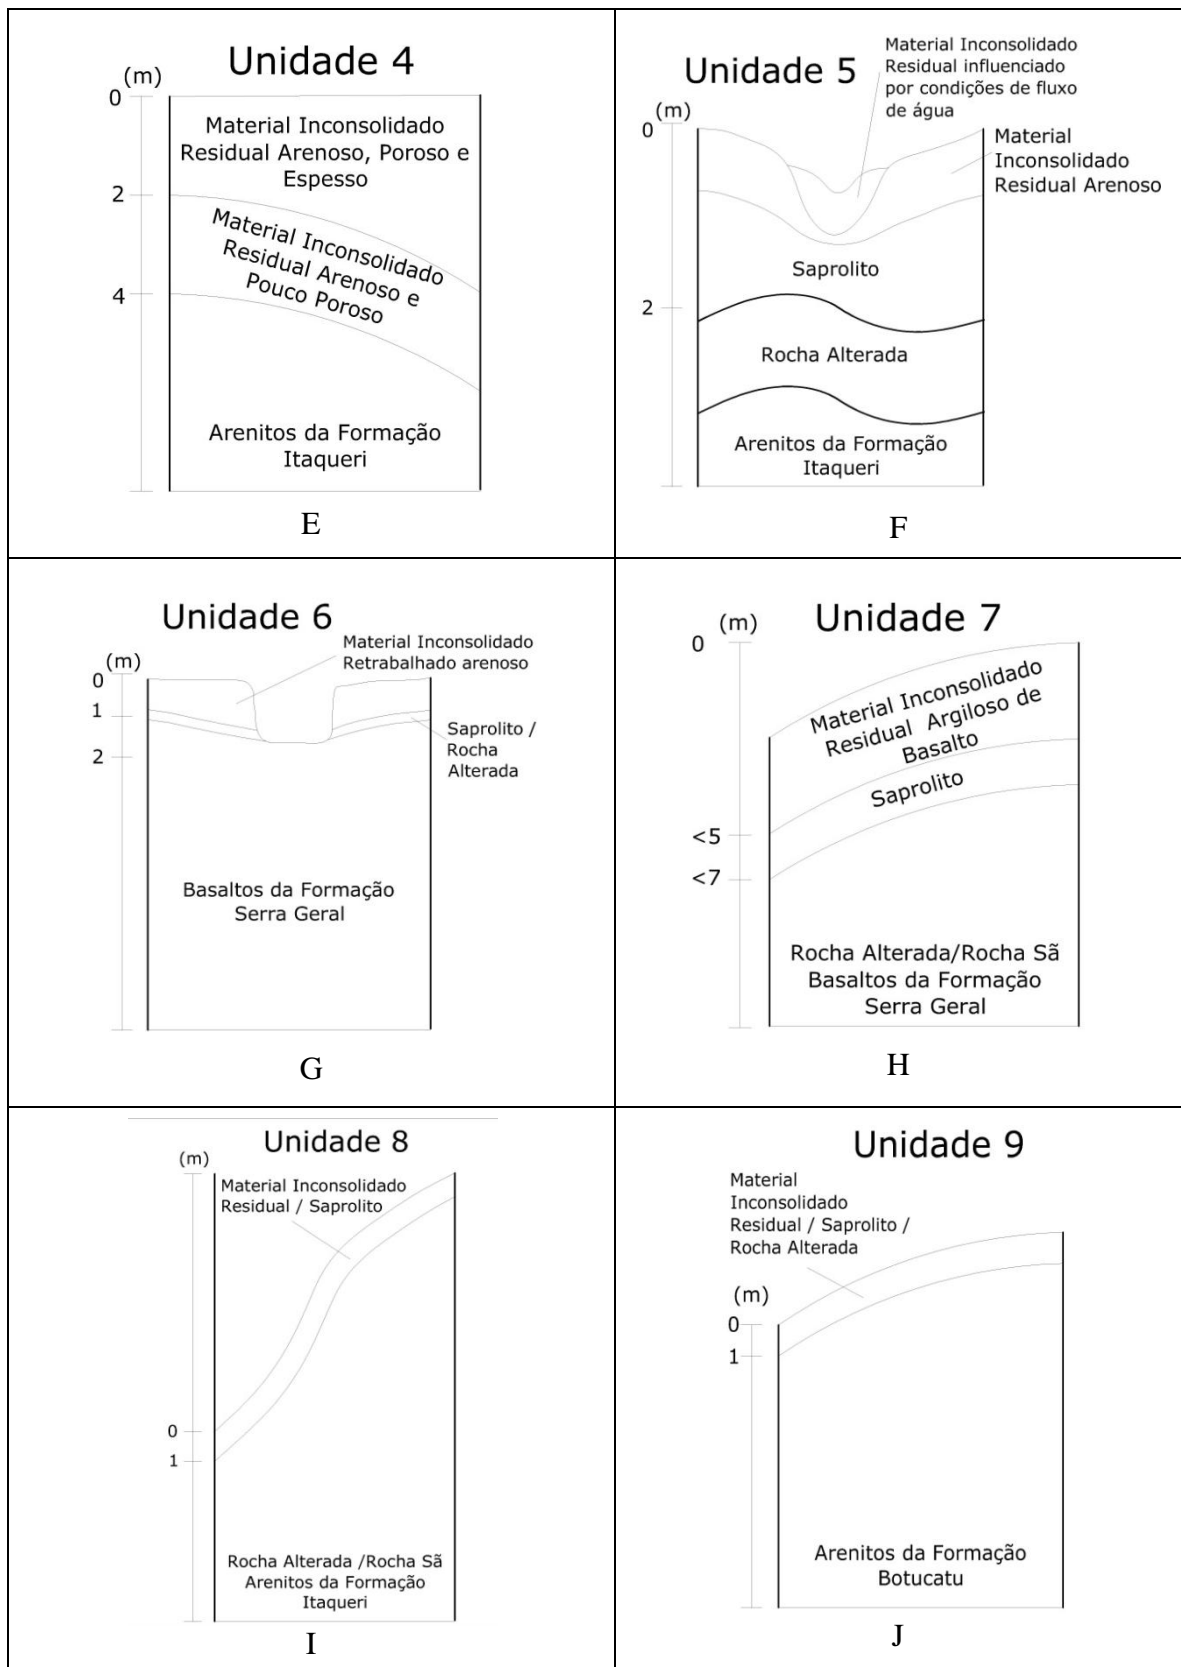 Unidade 4
(m)
0
Material Inconsolidado
Residual Arenoso, Poroso e
Espesso
2
Material Inconsolidado
Residual Arenoso e
Pouco Poroso
4
Arenitos da Formação
Itaqueri
E
Unidade 5
Material Inconsolidado
Residual influenciado
por condições de fluxo
de água
(m)
0
Material
Inconsolidado
Residual Arenoso
Saprolito
2
Rocha Alterada
Arenitos da Formação
Itaqueri
F
Unidade 6
Material Inconsolidado
Retrabalhado arenoso
(m)
0
1
2
Saprolito /
Rocha
Alterada
Basaltos da Formação
Serra Geral
G
Unidade 7
(m)
0
Material Inconsolidado
Residual Argiloso de
Basalto
Saprolito
<5
<7
Rocha Alterada/Rocha Sã
Basaltos da Formação
Serra Geral
H
Unidade 8
(m)
Material Inconsolidado
Residual / Saprolito
0
1
Rocha Alterada /Rocha Sã
Arenitos da Formação
Itaqueri
I
Unidade 9
Material
Inconsolidado
Residual / Saprolito /
Rocha Alterada
(m)
0
1
Arenitos da Formação
Botucatu
J